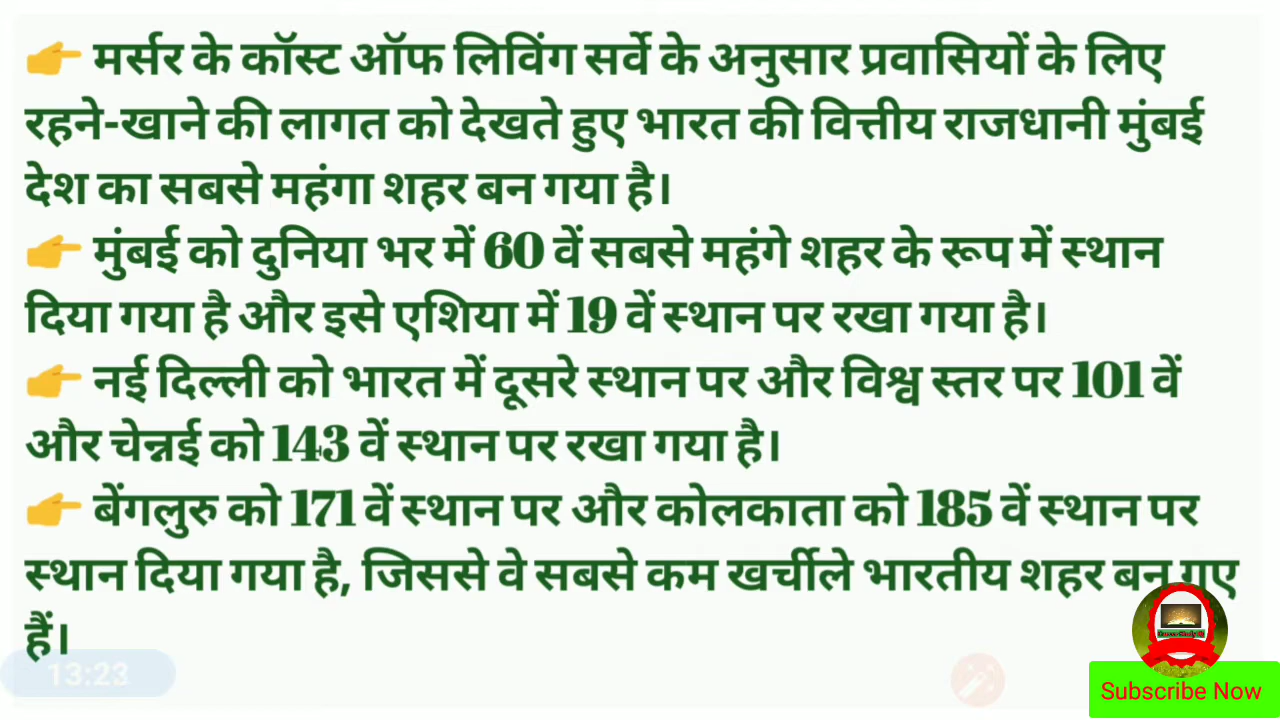 👉 मर्सर के कॉस्ट ऑफ लिविंग सर्वे के अनुसार प्रवासियों के लिए
रहने-खाने की लागत को देखते हुए भारत की वित्तीय राजधानी मुंबई
देश का सबसे महंगा शहर बन गया है।
👉 मुंबई को दुनिया भर में 60 वें सबसे महंगे शहर के रूप में स्थान
दिया गया है और इसे एशिया में 19 वें स्थान पर रखा गया है।
👉 नई दिल्ली को भारत में दूसरे स्थान पर और विश्व स्तर पर 101 वें
और चेन्नई को 143 वें स्थान पर रखा गया है।
👉 बेंगलुरु को 171 वें स्थान पर और कोलकाता को 185 वें स्थान पर
स्थान दिया गया है, जिससे वे सबसे कम खर्चीले भारतीय शहर बन गए
हैं।
13:23
Subscribe Now